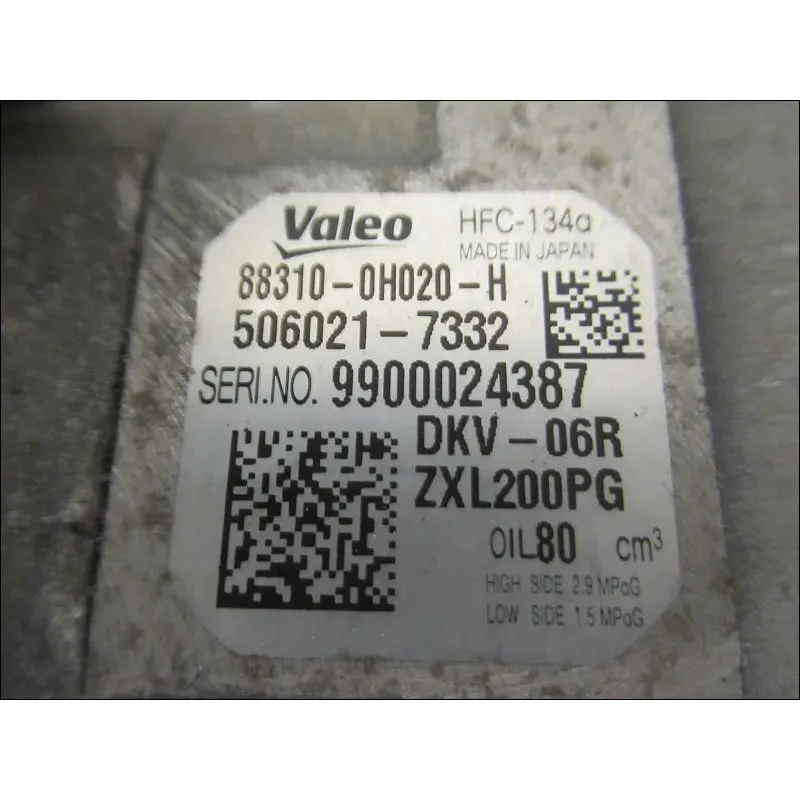 Valeo HFC-134a
MADE IN JAPAN
88310-0H020-H
506021-7332
SERI.NO. 9900024387
DKV-06R
ZXL200PG
OIL80 cm³
HIGH SIDE 2.9 MPaG
LOW SIDE 1.5 MPaG